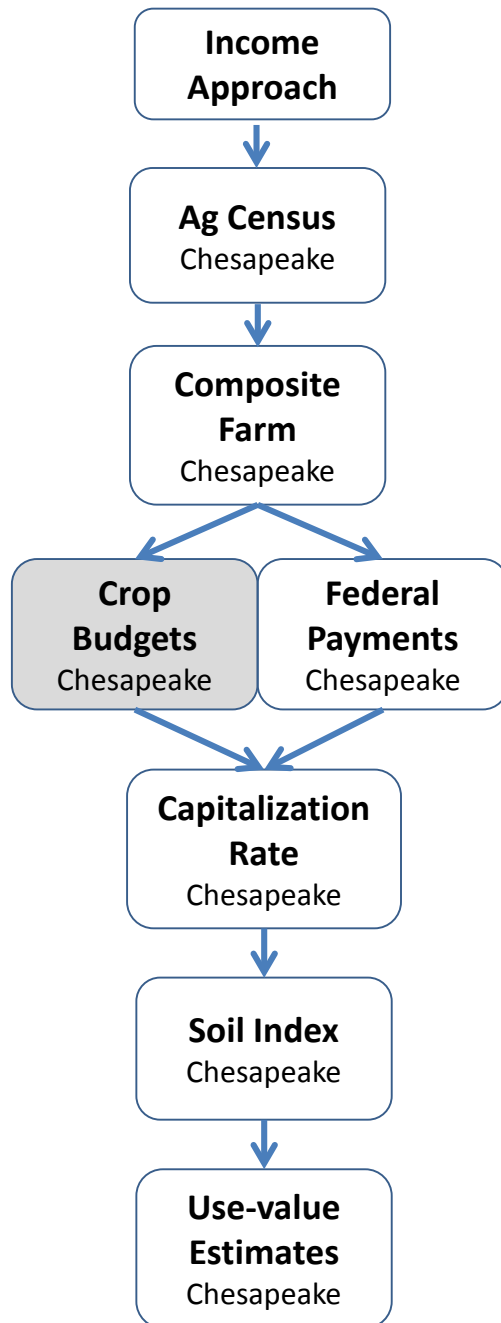 Income
Approach
Ag Census
Chesapeake
Composite
Farm
Chesapeake
Crop
Budgets
Chesapeake
Federal
Payments
Chesapeake
Capitalization
Rate
Chesapeake
Soil Index
Chesapeake
Use-value
Estimates
Chesapeake